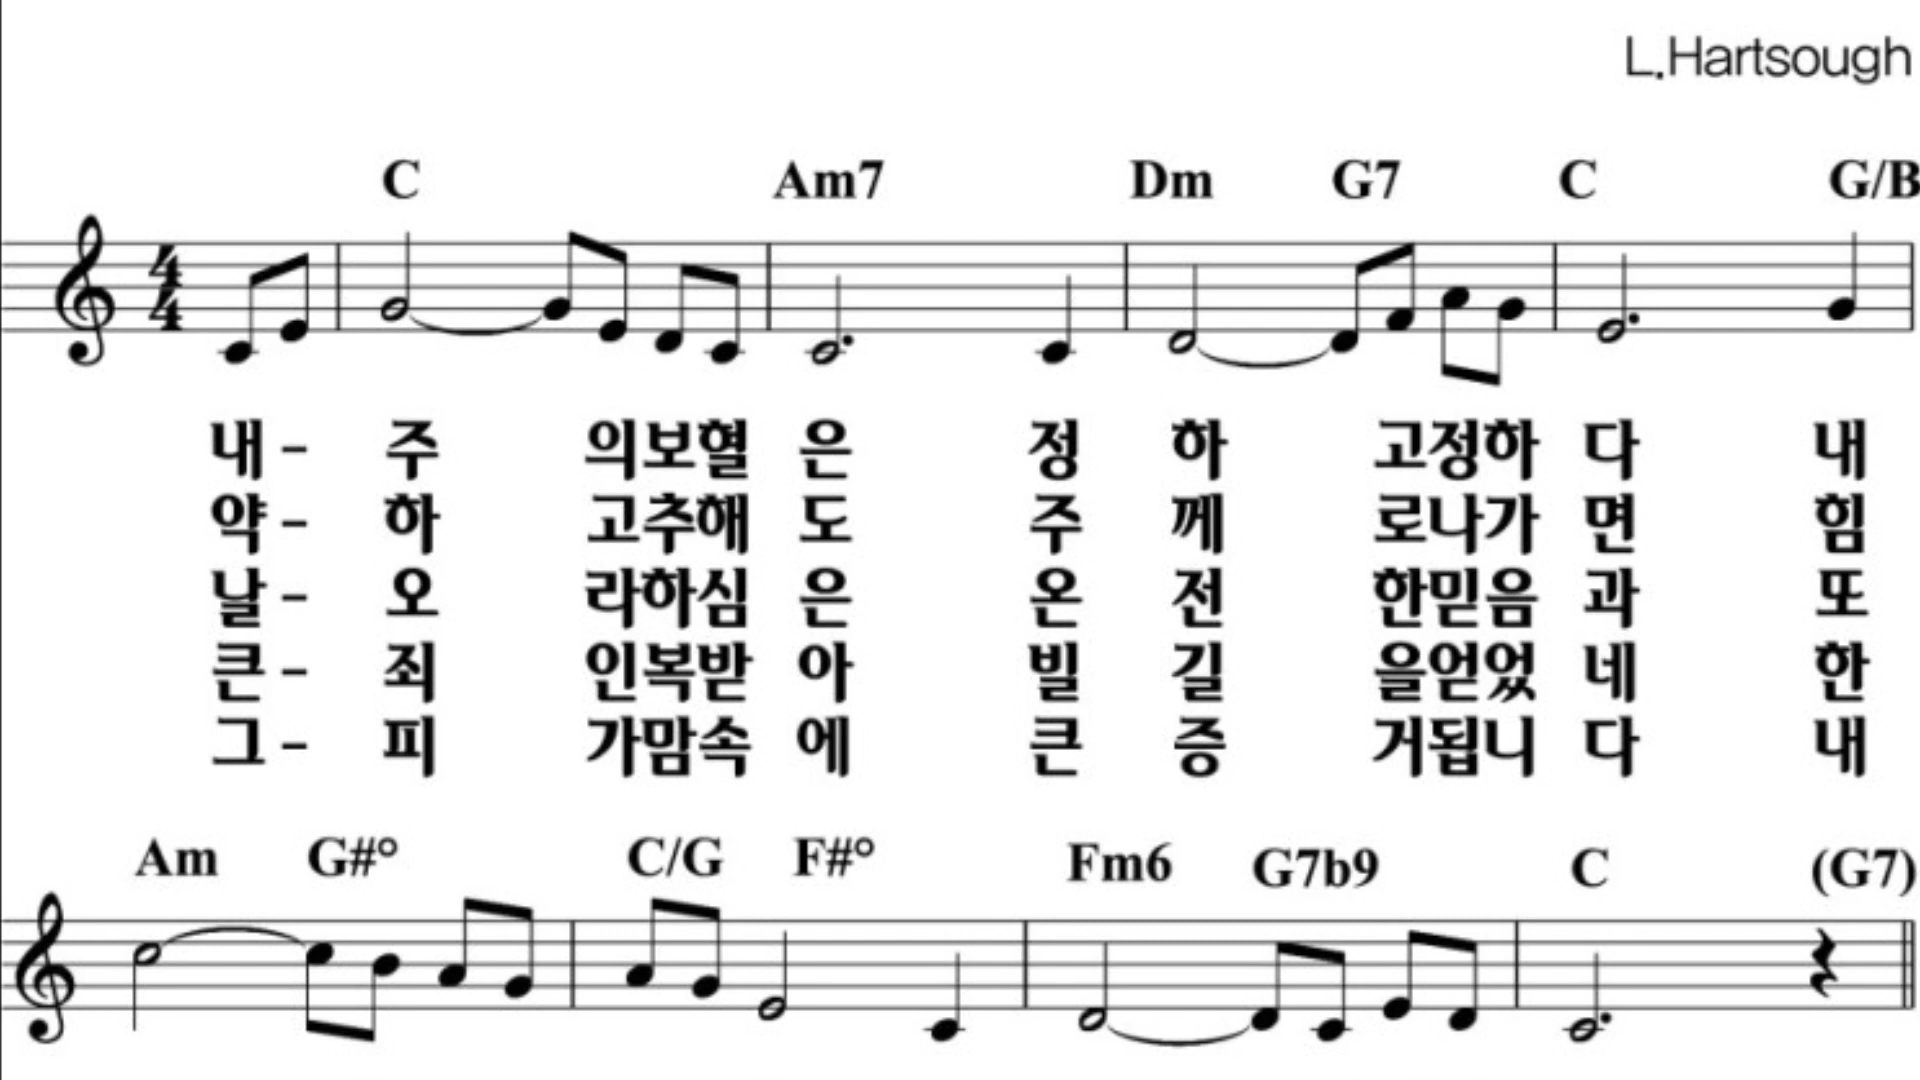 L.Hartsough
C Am7 Dm G7 C G/B
내- 주 의보혈 은 정 하 고정하 다 내
약- 하 고추해 도 주 께 로나가 면 힘
날- 오 라하심 은 온 전 한믿음 과 또
큰- 죄 인복받 아 빌 길 을얻었 네 한
그- 피 가맘속 에 큰 증 거됩니 다 내
Am G#° C/G F#° Fm6 G7b9 C (G7)